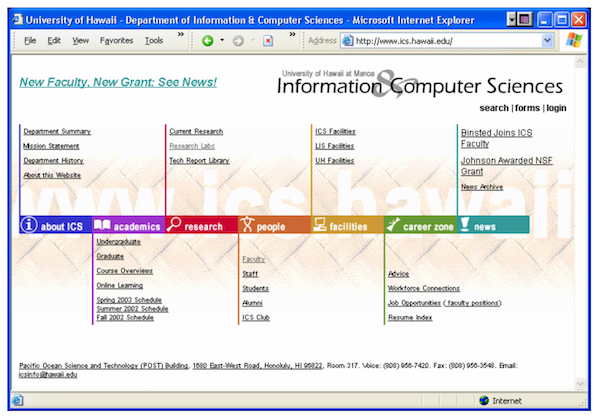 University of Hawaii - Department of Information & Computer Sciences - Microsoft Internet Explorer
File Edit View Favorites Tools » Back » Address http://www.ics.hawaii.edu/
New Faculty, New Grant: See News!
University of Hawaii at Manoa
Information & Computer Sciences
search | forms | login
Department Summary
Mission Statement
Department History
About this Website
Current Research
Research Labs
Tech Report Library
ICS Facilities
LIS Facilities
UH Facilities
Binsted Joins ICS
Faculty
Johnson Awarded NSF
Grant
News Archive
www.ics.hawaii
about ICS academics research people facilities career zone news
Undergraduate
Graduate
Course Overviews
Online Learning
Spring 2003 Schedule
Summer 2002 Schedule
Fall 2002 Schedule
Faculty
Staff
Students
Alumni
ICS Club
Advice
Workforce Connections
Job Opportunities (faculty positions)
Resume Index
Pacific Ocean Science and Technology (POST) Building, 1680 East-West Road, Honolulu, HI 96822, Room 317. Voice: (808) 956-7420. Fax: (808) 956-3548. Email:
icsinfo@hawaii.edu
Internet